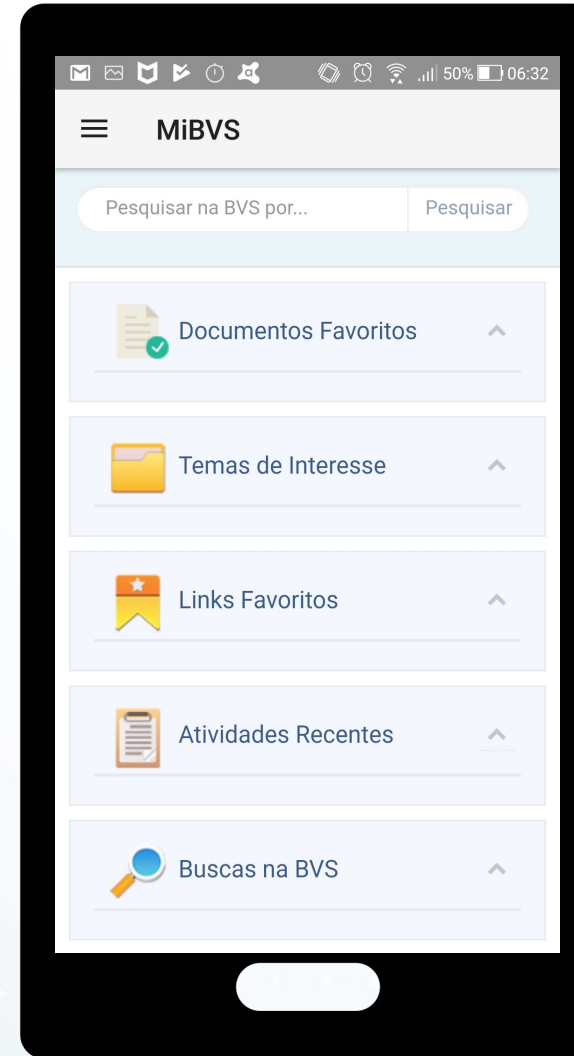 50% 06:32
MiBVS
Pesquisar na BVS por... Pesquisar
Documentos Favoritos
Temas de Interesse
Links Favoritos
Atividades Recentes
Buscas na BVS